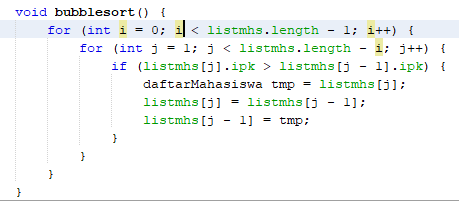 void bubblesort() {
for (int i = 0; i < listmhs.length - 1; i++) {
for (int j = 1; j < listmhs.length - i; j++) {
if (listmhs[j].ipk > listmhs[j - 1].ipk) {
daftarMahasiswa tmp = listmhs[j];
listmhs[j] = listmhs[j - 1];
listmhs[j - 1] = tmp;
}
}
}
}